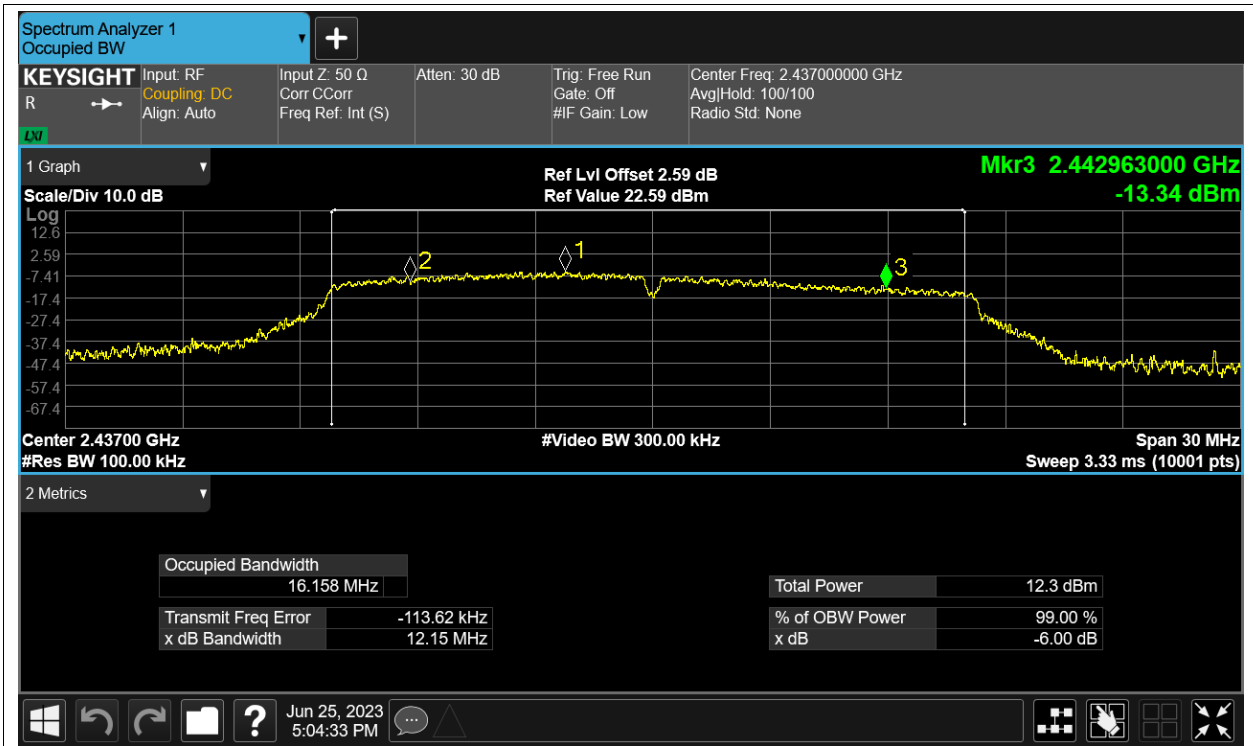 Spectrum Analyzer 1
Occupied BW
KEYSIGHT
R
LXI
Input: RF
Coupling: DC
Align: Auto
Input Z: 50 Ω
Corr CCorr
Freq Ref: Int (S)
Atten: 30 dB
Trig: Free Run
Gate: Off
#IF Gain: Low
Center Freq: 2.437000000 GHz
Avg|Hold: 100/100
Radio Std: None
1 Graph
Scale/Div 10.0 dB
Ref Lvl Offset 2.59 dB
Ref Value 22.59 dBm
Mkr3 2.442963000 GHz
-13.34 dBm
Log
12.6
2.59
-7.41
-17.4
-27.4
-37.4
-47.4
-57.4
-67.4
2
1
3
Center 2.43700 GHz
#Res BW 100.00 kHz
#Video BW 300.00 kHz
Span 30 MHz
Sweep 3.33 ms (10001 pts)
2 Metrics
Occupied Bandwidth
16.158 MHz
Transmit Freq Error -113.62 kHz
x dB Bandwidth 12.15 MHz
Total Power 12.3 dBm
% of OBW Power 99.00 %
x dB -6.00 dB
?
Jun 25, 2023
5:04:33 PM